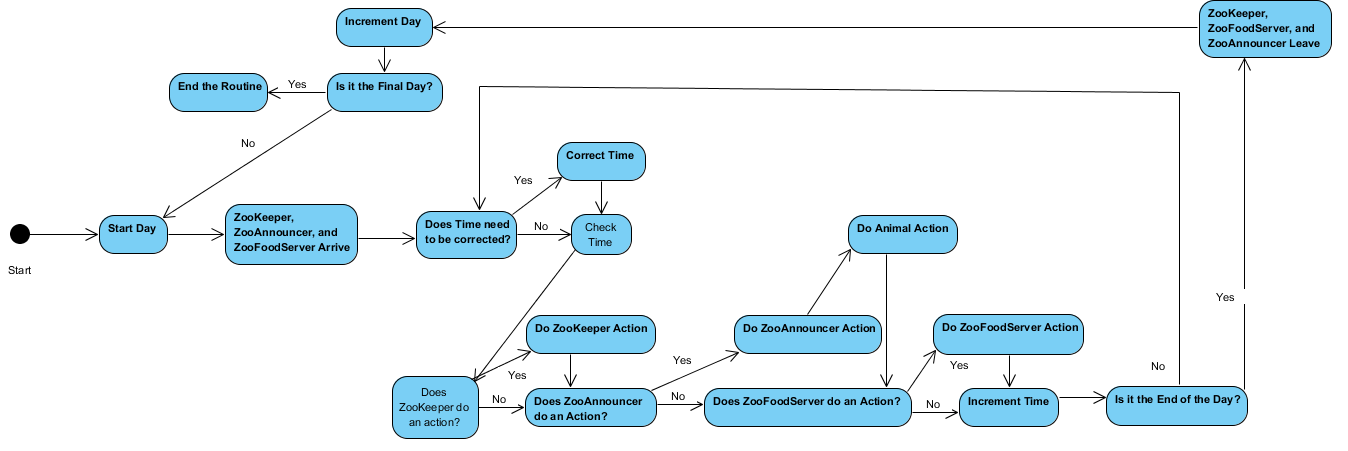 Increment Day
ZooKeeper,
ZooFoodServer, and
ZooAnnouncer Leave
End the Routine
Yes
Is it the Final Day?
No
Correct Time
Yes
Start Day
ZooKeeper,
ZooAnnouncer, and
ZooFoodServer Arrive
Does Time need
to be corrected?
No
Check
Time
Do Animal Action
Start
Yes
Do ZooKeeper Action
Do ZooAnnouncer Action
Do ZooFoodServer Action
Yes
Yes
Yes
No
Does
ZooKeeper do
an action?
No
Does ZooAnnouncer
do an Action?
No
Does ZooFoodServer do an Action?
No
Increment Time
Is it the End of the Day?